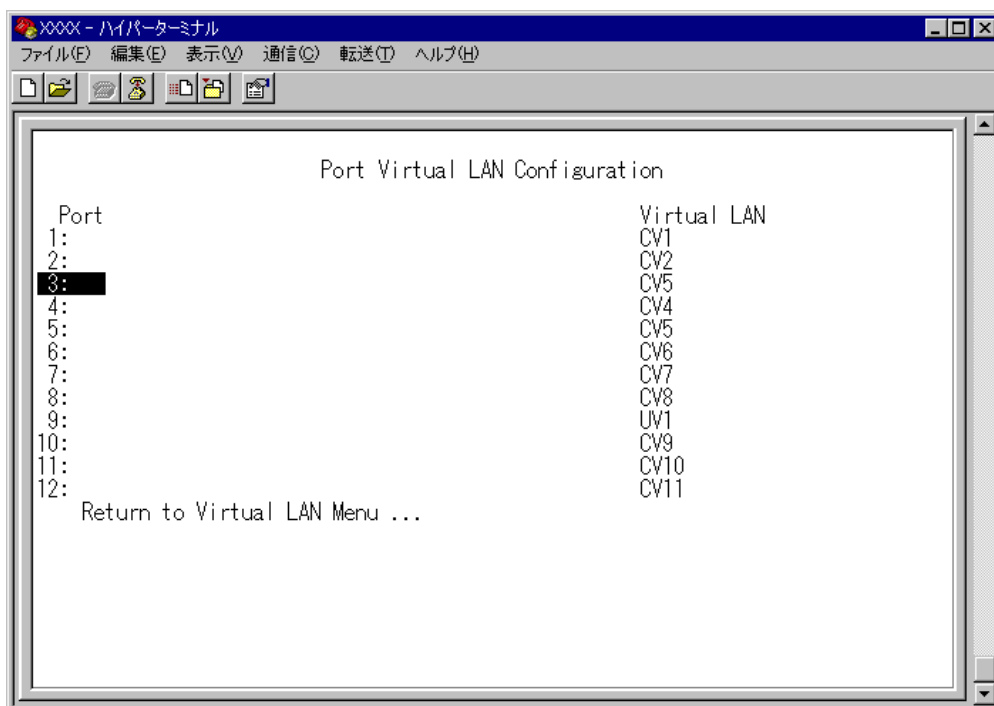 XXXX - ハイパーターミナル
ファイル(F) 編集(E) 表示(V) 通信(C) 転送(T) ヘルプ(H)
Port Virtual LAN Configuration
Port Virtual LAN
1: CV1
2: CV2
3: CV5
4: CV4
5: CV5
6: CV6
7: CV7
8: CV8
9: UV1
10: CV9
11: CV10
12: CV11
Return to Virtual LAN Menu ...